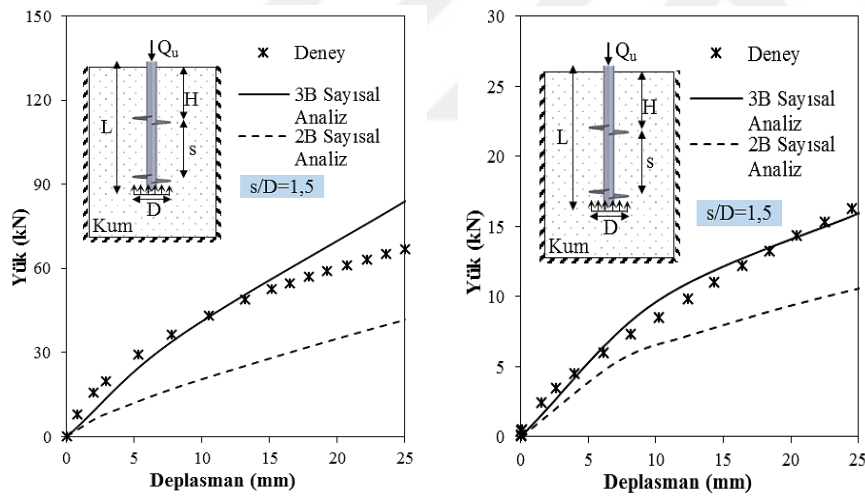 150
120
90
60
30
0
Yük (kN)
0
5
10
15
20
25
Deplasman (mm)
Qu
H
L
s
D
Kum
Deney
3B Sayısal
Analiz
2B Sayısal
Analiz
s/D=1,5
30
25
20
15
10
5
0
Yük (kN)
0
5
10
15
20
25
Deplasman (mm)
Qu
H
L
s
D
Kum
Deney
3B Sayısal
Analiz
2B Sayısal
Analiz
s/D=1,5